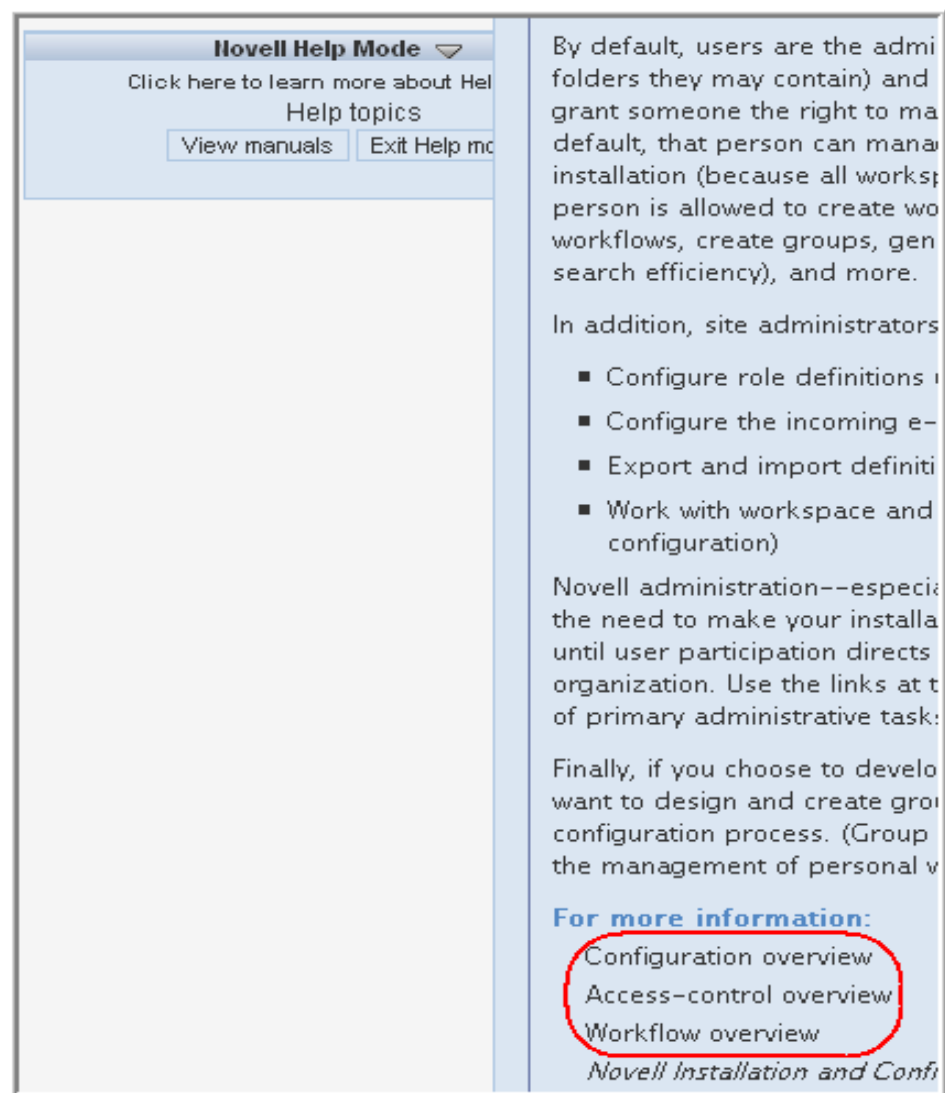 Novell Help Mode
Click here to learn more about Hel
Help topics
View manuals
Exit Help mo
By default, users are the admi
folders they may contain) and
grant someone the right to ma
default, that person can mana
installation (because all worksp
person is allowed to create wo
workflows, create groups, gen
search efficiency), and more.
In addition, site administrators
Configure role definitions
Configure the incoming e-
Export and import definiti
Work with workspace and
configuration)
Novell administration--especia
the need to make your installa
until user participation directs
organization. Use the links at t
of primary administrative task
Finally, if you choose to develo
want to design and create grou
configuration process. (Group
the management of personal
For more information:
Configuration overview
Access-control overview
Workflow overview
Novell Installation and Confi